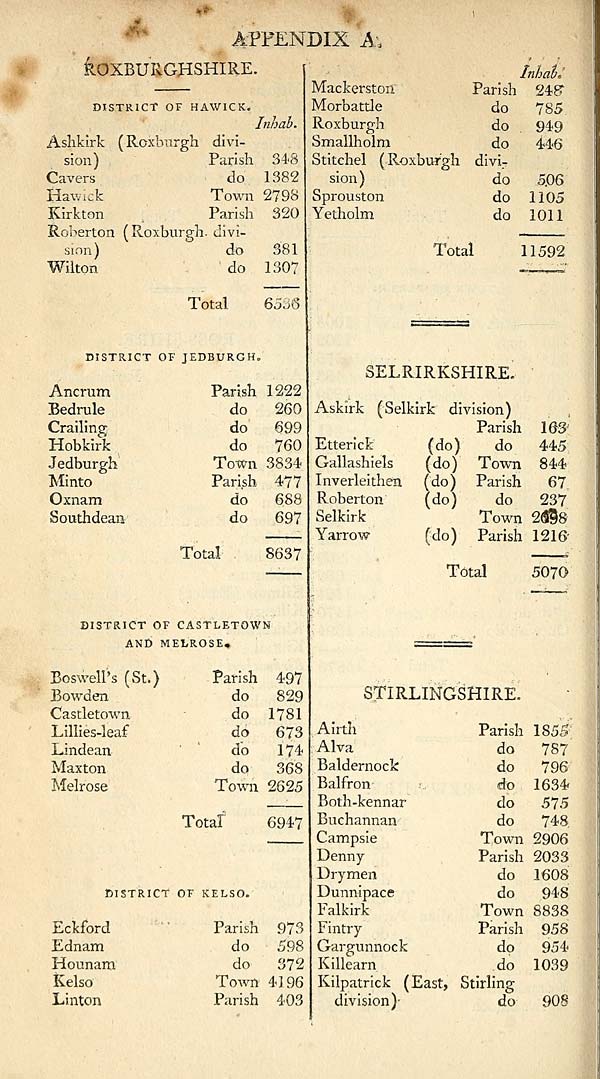 APPENDIX A.
ROXBURGHSHIRE.
DISTRICT OF HAWICK.
Inhab.
Ashkirk (Roxburgh divi-
sion) Parish 348
Cavers do 1382
Hawick Town 2798
Kirkton Parish 320
Roberton (Roxburgh divi-
sion) do 381
Wilton do 1307
Total 6536
DISTRICT OF JEDBURGH.
Ancrum Parish 1222
Bedrule do 260
Crailing do 699
Hobkirk do 760
Jedburgh Town 3834
Minto Parish 477
Oxnam do 688
Southdean do 697
Total 8637
DISTRICT OF CASTLETOWN
AND MELROSE.
Boswell's (St.) Parish 497
Bowden do 829
Castletown do 1781
Lillies-leaf do 673
Lindean do 174
Maxton do 368
Melrose Town 2625
Total 6947
DISTRICT OF KELSO.
Eckford Parish 973
Ednam do 598
Hounam do 372
Kelso Town 4196
Linton Parish 403
Inhab.
Mackerston Parish 248
Morbattle do 785
Roxburgh do 949
Smallholm do 446
Stitchel (Roxburgh divi-
sion) do 506
Sprouston do 1105
Yetholm do 1011
Total 11592
SELRIRKSHIRE.
Askirk (Selkirk division)
Parish 163
Etterick (do) do 445
Gallashiels (do) Town 844
Inverleithen (do) Parish 67
Roberton (do) do 237
Selkirk Town 2098
Yarrow (do) Parish 1216
Total 5070
STIRLINGSHIRE.
Airth Parish 1855
Alva do 787
Baldernock do 796
Balfron do 1634
Both-kennar do 575
Buchannan do 748
Campsie Town 2906
Denny Parish 2033
Drymen do 1608
Dunnipace do 948
Falkirk Town 8838
Fintry Parish 958
Gargunnock do 954
Killearn do 1039
Kilpatrick (East, Stirling
division) do 908